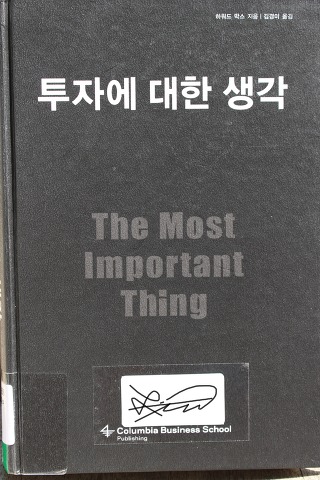 하워드 막스 지음 | 김경미 옮김
투자에 대한 생각
The Most
Important
Thing
Columbia Business School
Publishing